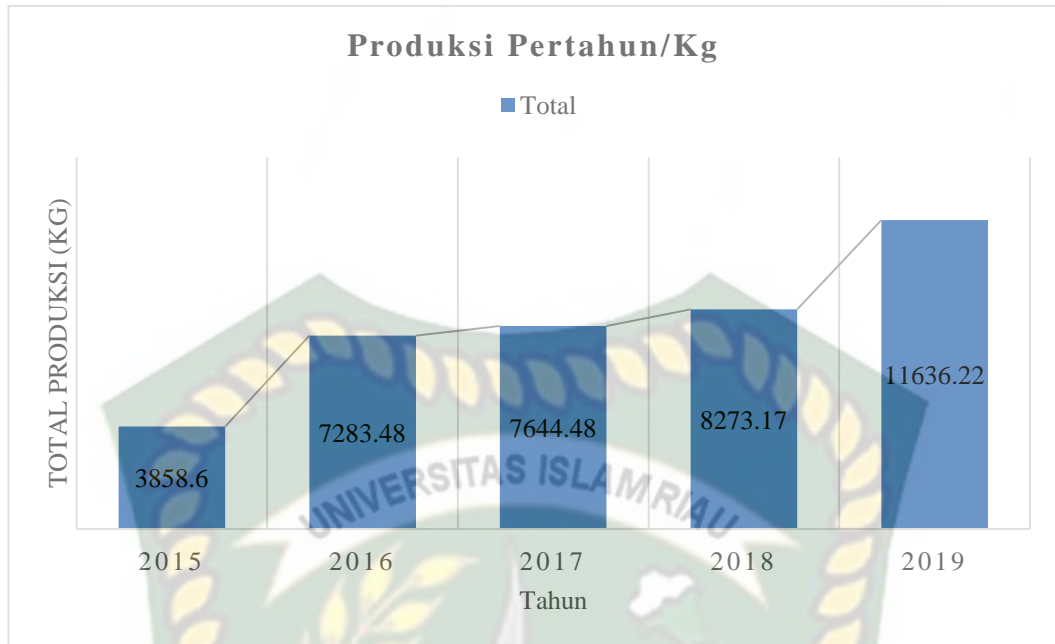 Produksi Pertahun/Kg
Total
TOTAL PRODUKSI (KG)
3858.6
7283.48
7644.48
8273.17
11636.22
UNIVERSITAS ISLAM RIAU
2015 2016 2017 2018 2019
Tahun